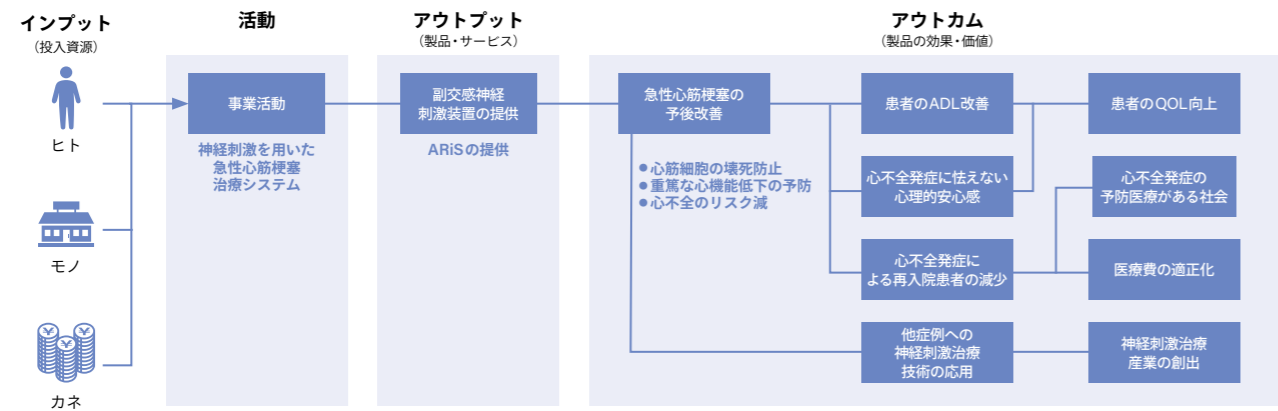 インプット
（投入資源）
ヒト
モノ
¥
¥
¥
カネ
活動
事業活動
神経刺激を用いた
急性心筋梗塞
治療システム
アウトプット
（製品・サービス）
副交感神経
刺激装置の提供
ARiSの提供
アウトカム
（製品の効果・価値）
急性心筋梗塞の
予後改善
●心筋細胞の壊死防止
●重篤な心機能低下の予防
●心不全のリスク減
患者のADL改善
心不全発症に怯えない
心理的安心感
心不全発症に
よる再入院患者の減少
他症例への
神経刺激治療
技術の応用
患者のQOL向上
心不全発症の
予防医療がある社会
医療費の適正化
神経刺激治療
産業の創出